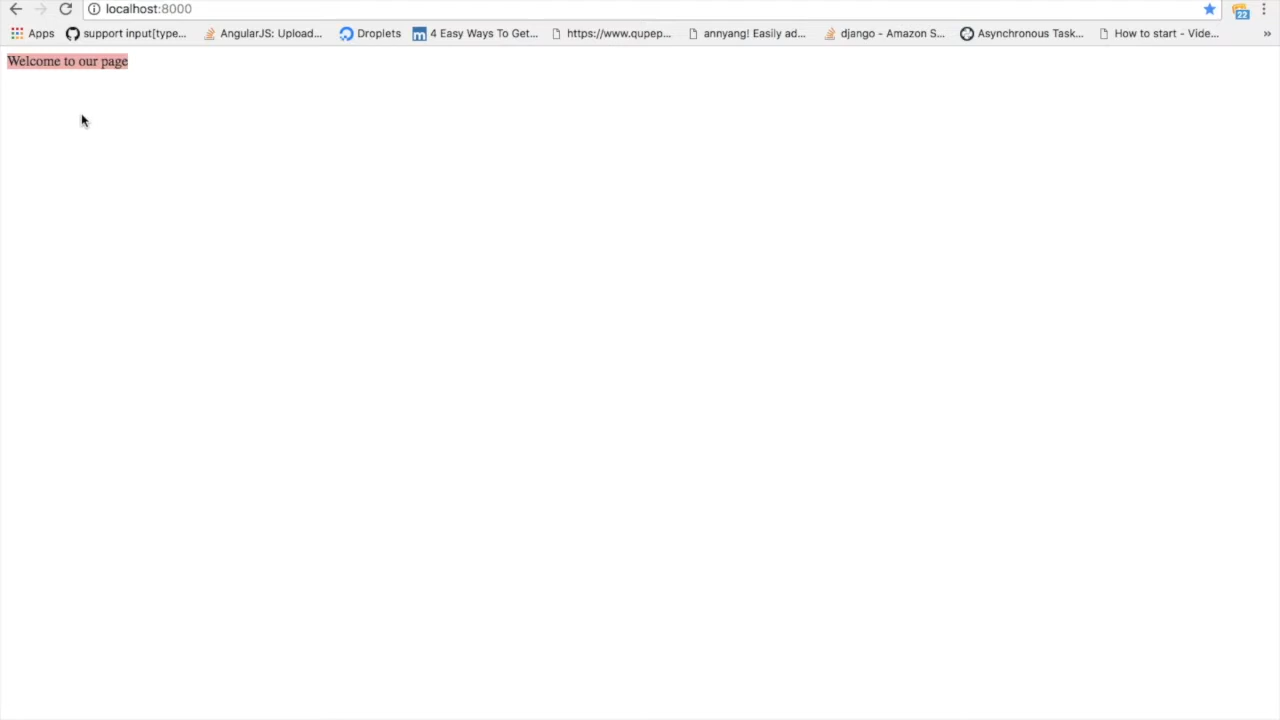 localhost:8000
22
Apps support input[type... AngularJS: Upload... Droplets 4 Easy Ways To Get... https://www.qupep... annyang! Easily ad... django - Amazon S... Asynchronous Task... How to start - Vide... »
Welcome to our page